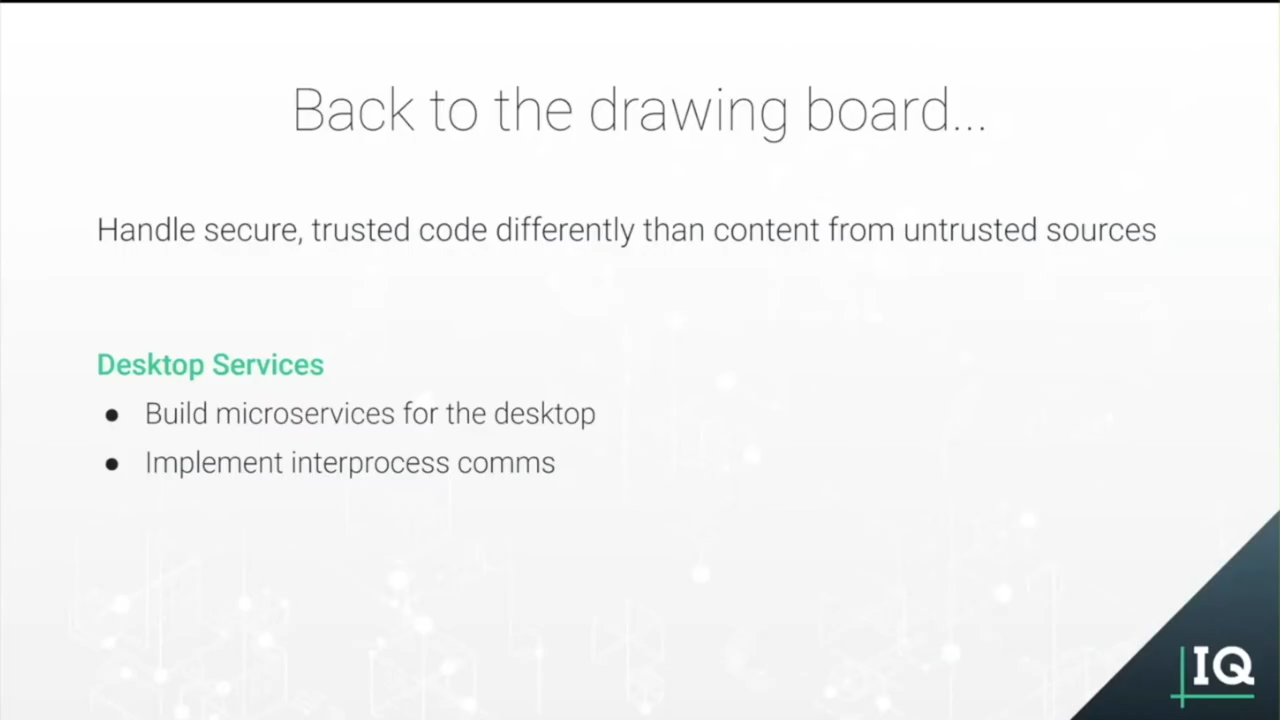 Back to the drawing board...
Handle secure, trusted code differently than content from untrusted sources
Desktop Services
● Build microservices for the desktop
● Implement interprocess comms
IQ